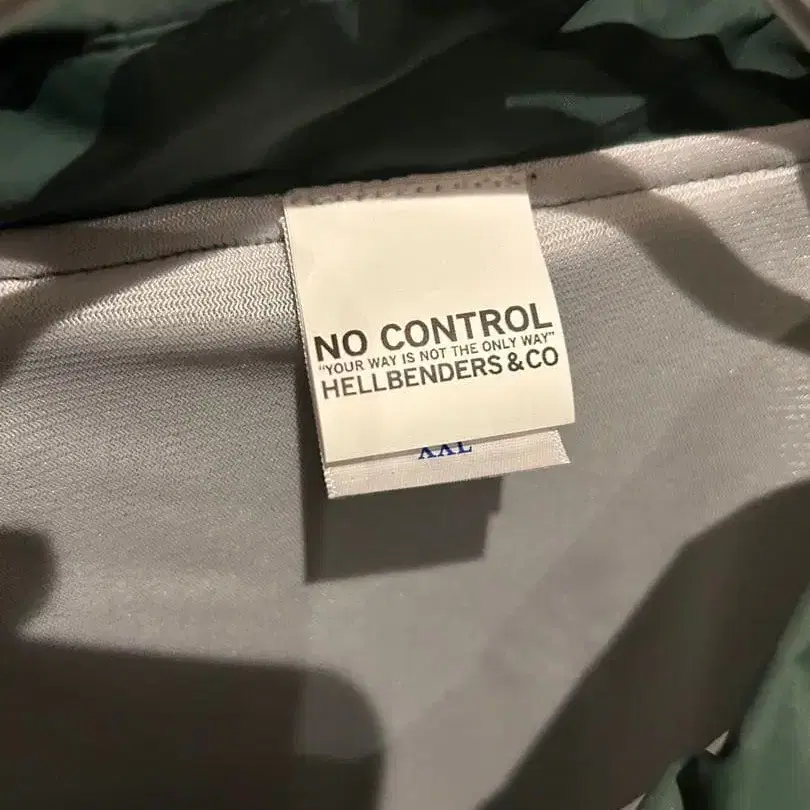 NO CONTROL
"YOUR WAY IS NOT THE ONLY WAY"
HELLBENDERS & CO
XXL